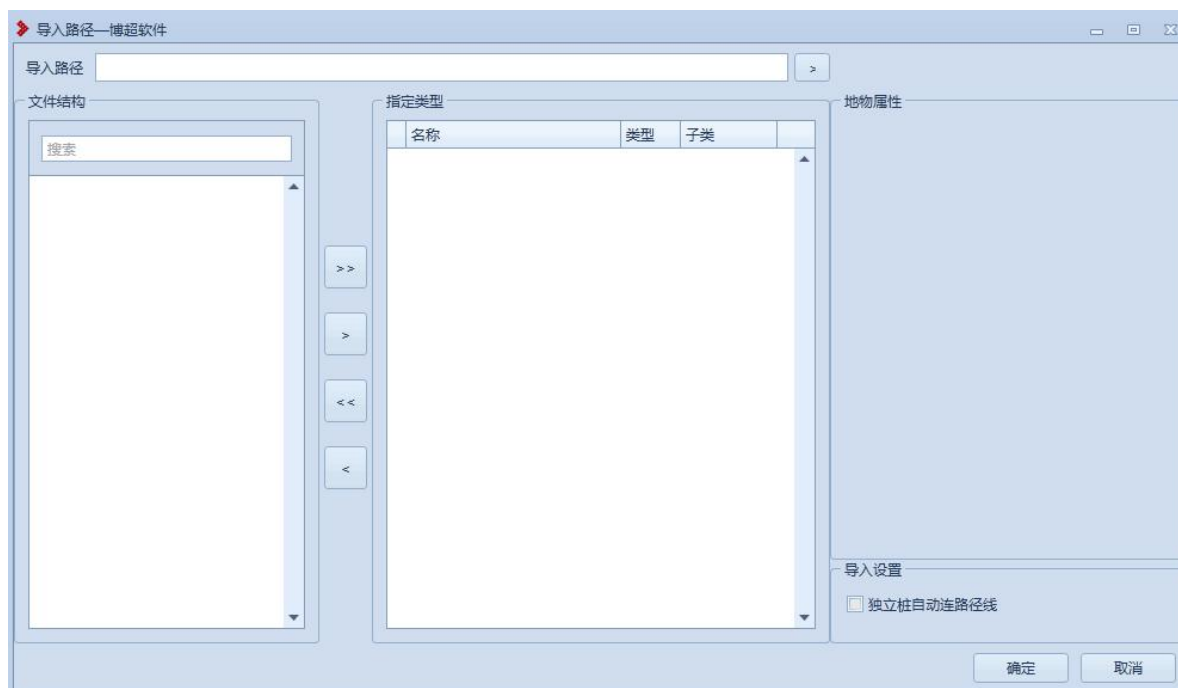 导入路径—博超软件
导入路径
>
文件结构
指定类型
地物属性
搜索
名称 类型 子类
>>
>
<<
<
导入设置
独立桩自动连路径线
确定 取消